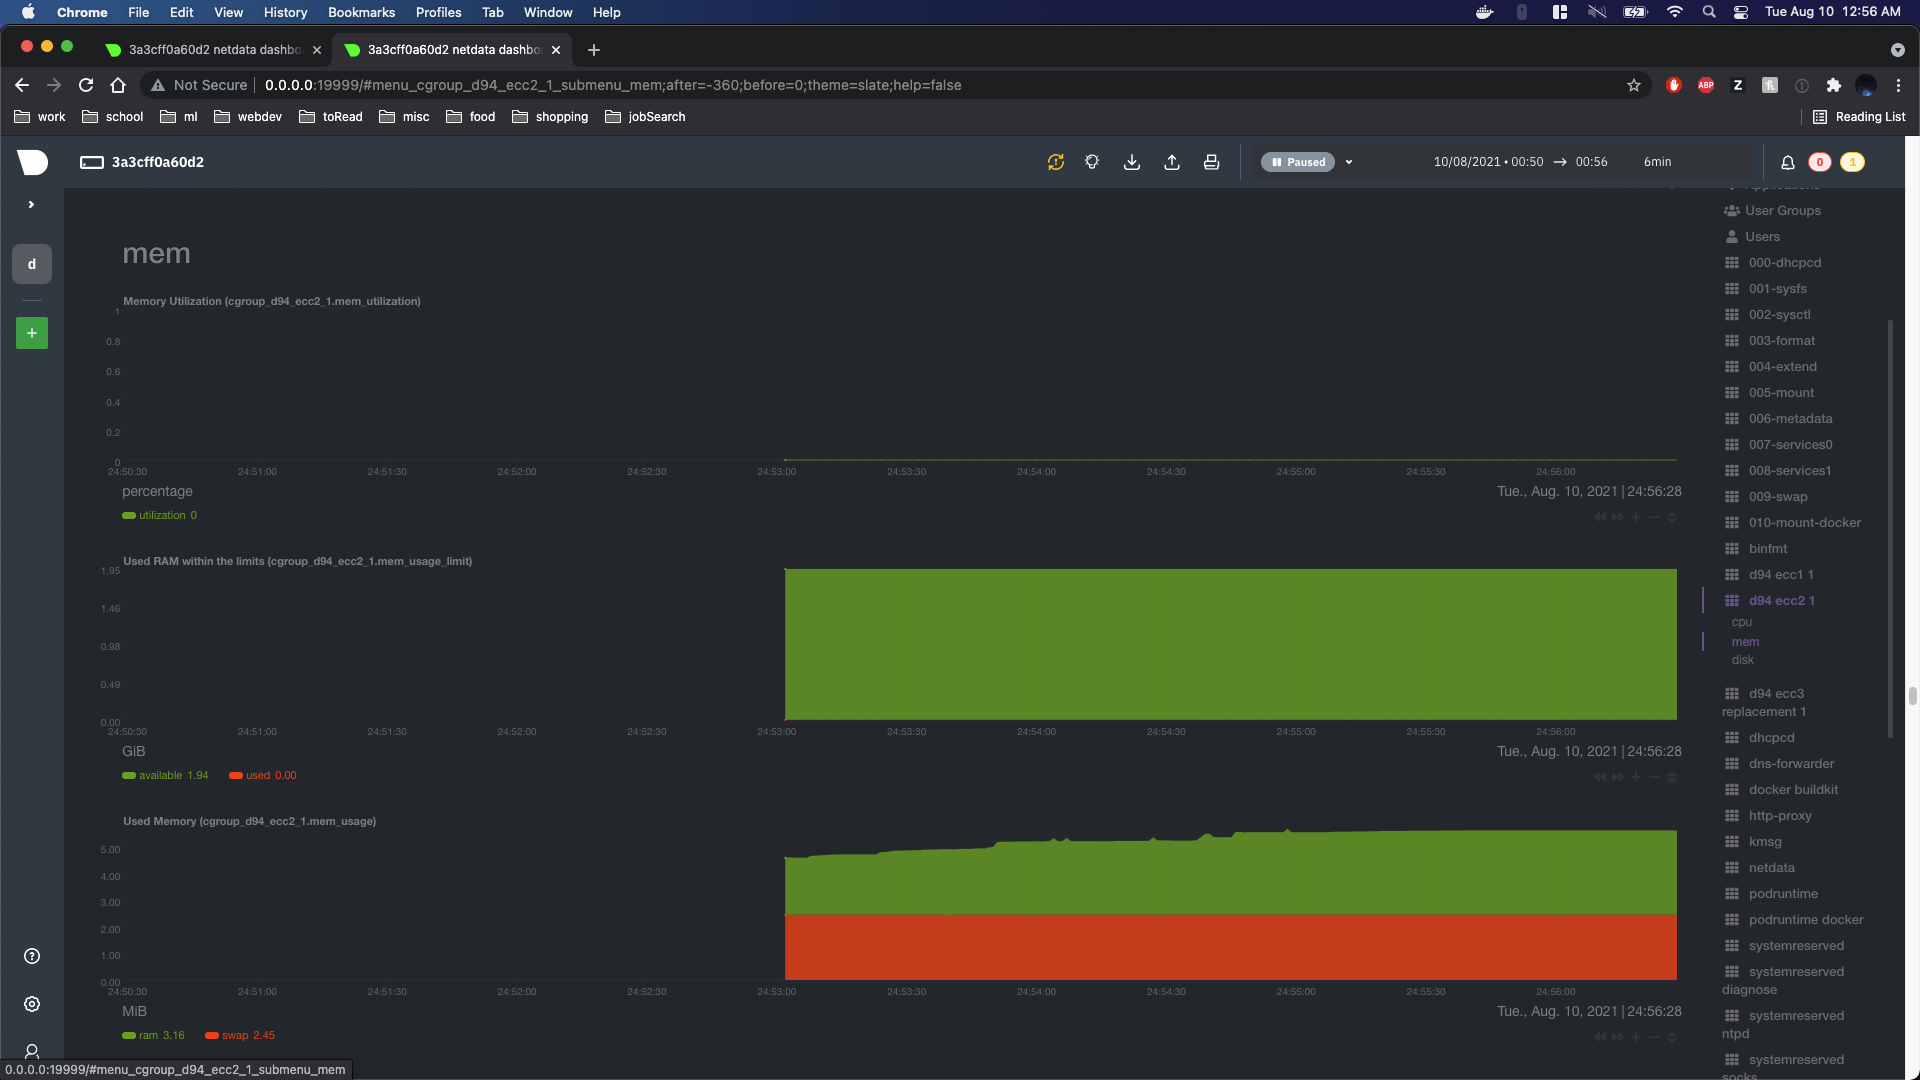 Chrome File Edit View History Bookmarks Profiles Tab Window Help Tue Aug 10 12:56 AM
3a3cff0a60d2 netdata dashbo 3a3cff0a60d2 netdata dashbo
Not Secure 0.0.0.0:19999/#menu_cgroup_d94_ecc2_1_submenu_mem;after=-360;before=0;theme=slate;help=false ABP Z
work school ml webdev toRead misc food shopping jobSearch Reading List
3a3cff0a60d2 Paused 10/08/2021 • 00:50 → 00:56 6min 0 1
d
+
mem
Memory Utilization (cgroup_d94_ecc2_1.mem_utilization)
1
0.8
0.6
0.4
0.2
0
24:50:30 24:51:00 24:51:30 24:52:00 24:52:30 24:53:00 24:53:30 24:54:00 24:54:30 24:55:00 24:55:30 24:56:00
percentage Tue., Aug. 10, 2021 | 24:56:28
utilization 0
Used RAM within the limits (cgroup_d94_ecc2_1.mem_usage_limit)
1.95
1.46
0.98
0.49
0.00
24:50:30 24:51:00 24:51:30 24:52:00 24:52:30 24:53:00 24:53:30 24:54:00 24:54:30 24:55:00 24:55:30 24:56:00
GiB Tue., Aug. 10, 2021 | 24:56:28
available 1.94 used 0.00
Used Memory (cgroup_d94_ecc2_1.mem_usage)
5.00
4.00
3.00
2.00
1.00
0.00
24:50:30 24:51:00 24:51:30 24:52:00 24:52:30 24:53:00 24:53:30 24:54:00 24:54:30 24:55:00 24:55:30 24:56:00
MiB Tue., Aug. 10, 2021 | 24:56:28
ram 3.16 swap 2.45
Applications
User Groups
Users
000-dhcpcd
001-sysfs
002-sysctl
003-format
004-extend
005-mount
006-metadata
007-services0
008-services1
009-swap
010-mount-docker
binfmt
d94 ecc1 1
d94 ecc2 1
cpu
mem
disk
d94 ecc3
replacement 1
dhcpcd
dns-forwarder
docker buildkit
http-proxy
kmsg
netdata
podruntime
podruntime docker
systemreserved
systemreserved
diagnose
systemreserved
ntpd
systemreserved
socks
0.0.0.0:19999/#menu_cgroup_d94_ecc2_1_submenu_mem